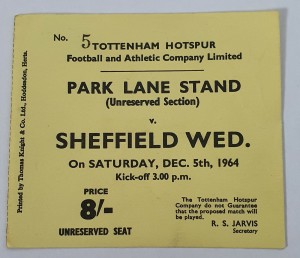 No. 5 TOTTENHAM HOTSPUR
Football and Athletic Company Limited
PARK LANE STAND
(Unreserved Section)
v.
SHEFFIELD WED.
On SATURDAY, DEC. 5th, 1964
Kick-off 3.00 p.m.
PRICE
8/-
UNRESERVED SEAT
The Tottenham Hotspur
Company do not Guarantee
that the proposed match will
be played.
R. S. JARVIS
Secretary
Printed by Thomas Knight & Co. Ltd., Hoddesdon, Herts.